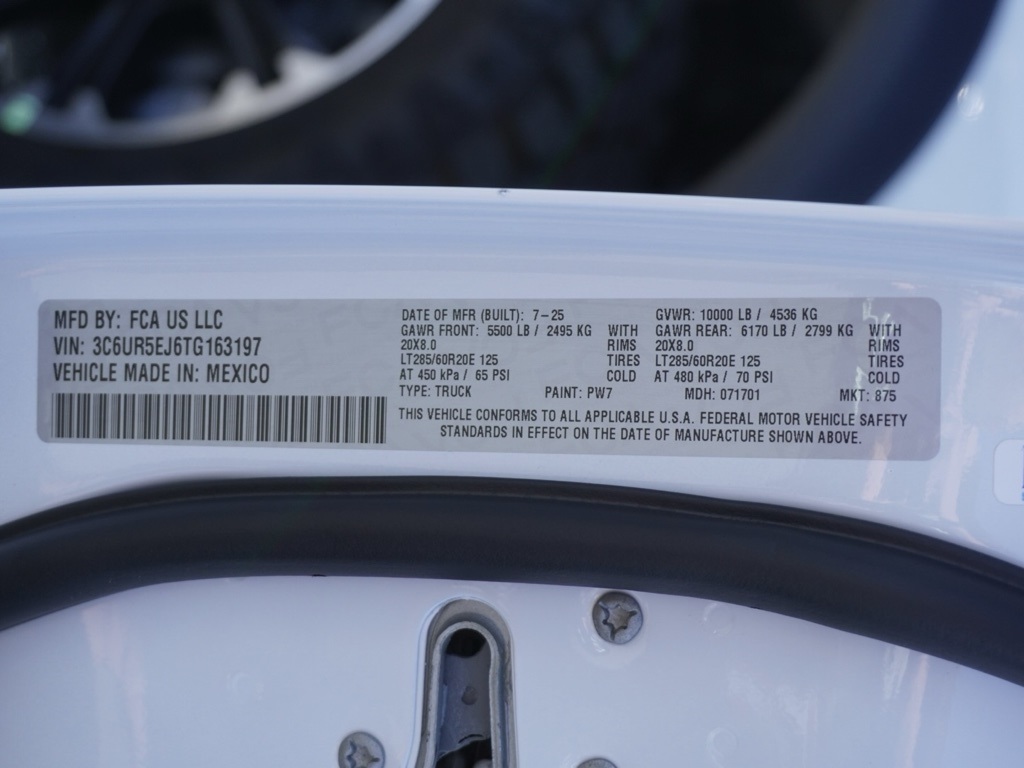 MFD BY: FCA US LLC
VIN: 3C6UR5EJ6TG163197
VEHICLE MADE IN: MEXICO
DATE OF MFR (BUILT): 7-25
GAWR FRONT: 5500 LB / 2495 KG WITH
20X8.0 RIMS
LT285/60R20E 125 TIRES
AT 450 kPa / 65 PSI COLD
TYPE: TRUCK PAINT: PW7
GVWR: 10000 LB / 4536 KG
GAWR REAR: 6170 LB / 2799 KG WITH
20X8.0 RIMS
LT285/60R20E 125 TIRES
AT 480 kPa / 70 PSI COLD
MDH: 071701 MKT: 875
THIS VEHICLE CONFORMS TO ALL APPLICABLE U.S.A. FEDERAL MOTOR VEHICLE SAFETY
STANDARDS IN EFFECT ON THE DATE OF MANUFACTURE SHOWN ABOVE.